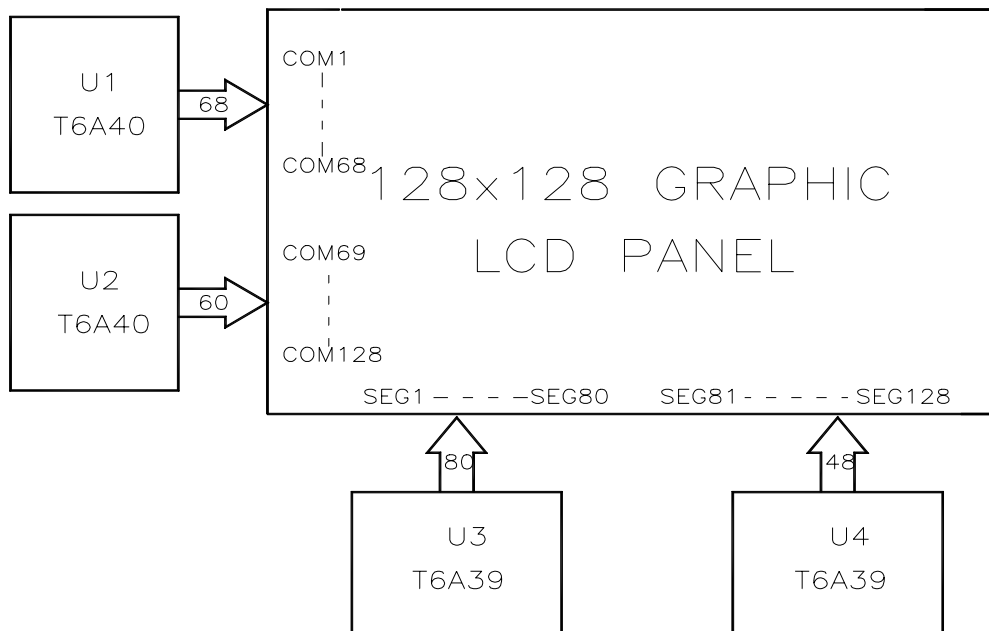 U1
T6A40
68
COM1
COM68
128x128 GRAPHIC
LCD PANEL
U2
T6A40
60
COM69
COM128
SEG1 - - - - SEG80
SEG81 - - - - - SEG128
80
48
U3
T6A39
U4
T6A39